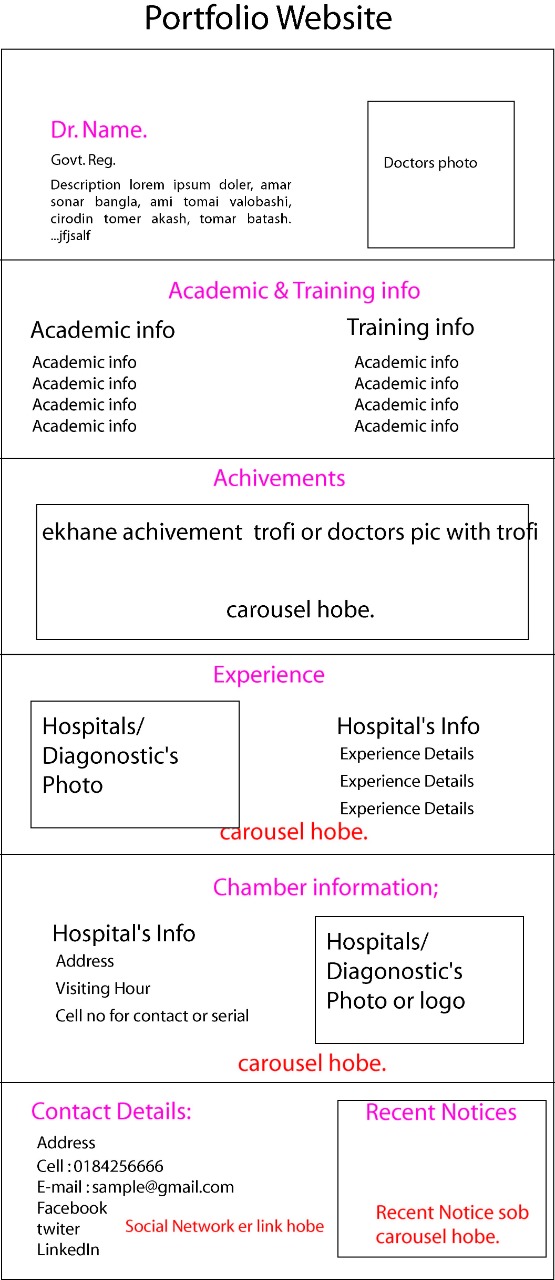 Portfolio Website
Dr. Name.
Govt. Reg.
Description lorem ipsum doler, amar
sonar bangla, ami tomai valobashi,
cirodin tomer akash, tomar batash.
...jfjsalf
Doctors photo
Academic & Training info
Academic info
Academic info
Academic info
Academic info
Academic info
Training info
Academic info
Academic info
Academic info
Academic info
Achivements
ekhane achivement trofi or doctors pic with trofi
carousel hobe.
Experience
Hospitals/
Diagonostic's
Photo
Hospital's Info
Experience Details
Experience Details
Experience Details
carousel hobe.
Chamber information;
Hospital's Info
Address
Visiting Hour
Cell no for contact or serial
Hospitals/
Diagonostic's
Photo or logo
carousel hobe.
Contact Details:
Address
Cell : 0184256666
E-mail : sample@gmail.com
Facebook
twiter
LinkedIn
Social Network er link hobe
Recent Notices
Recent Notice sob
carousel hobe.